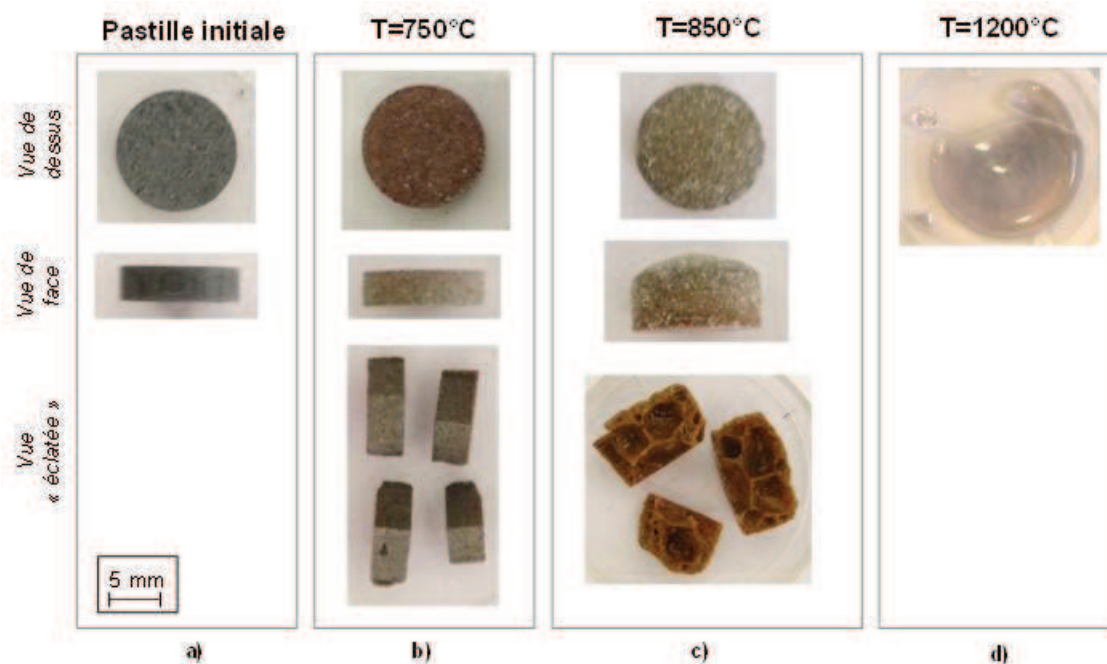 Pastille initiale
T=750°C
T=850°C
T=1200°C
Vue de
dessus
Vue de
face
Vue
« éclatée »
5 mm
a)
b)
c)
d)